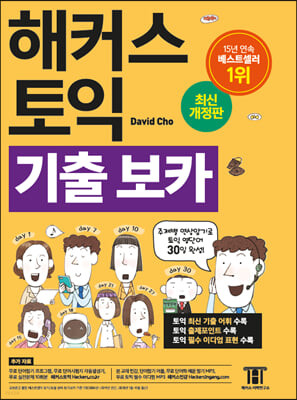 해커스
토익
David Cho
15년 연속
베스트셀러
1위
최신
개정판
기출 보카
day 1
day 7
day 10
day 14
day 21
day 30
주제별 연상암기로
토익 영단어
30일 완성!
토익 최신 기출 어휘 수록
토익 출제포인트 수록
토익 필수 이디엄 표현 수록
추가 자료
해커스 어학연구소